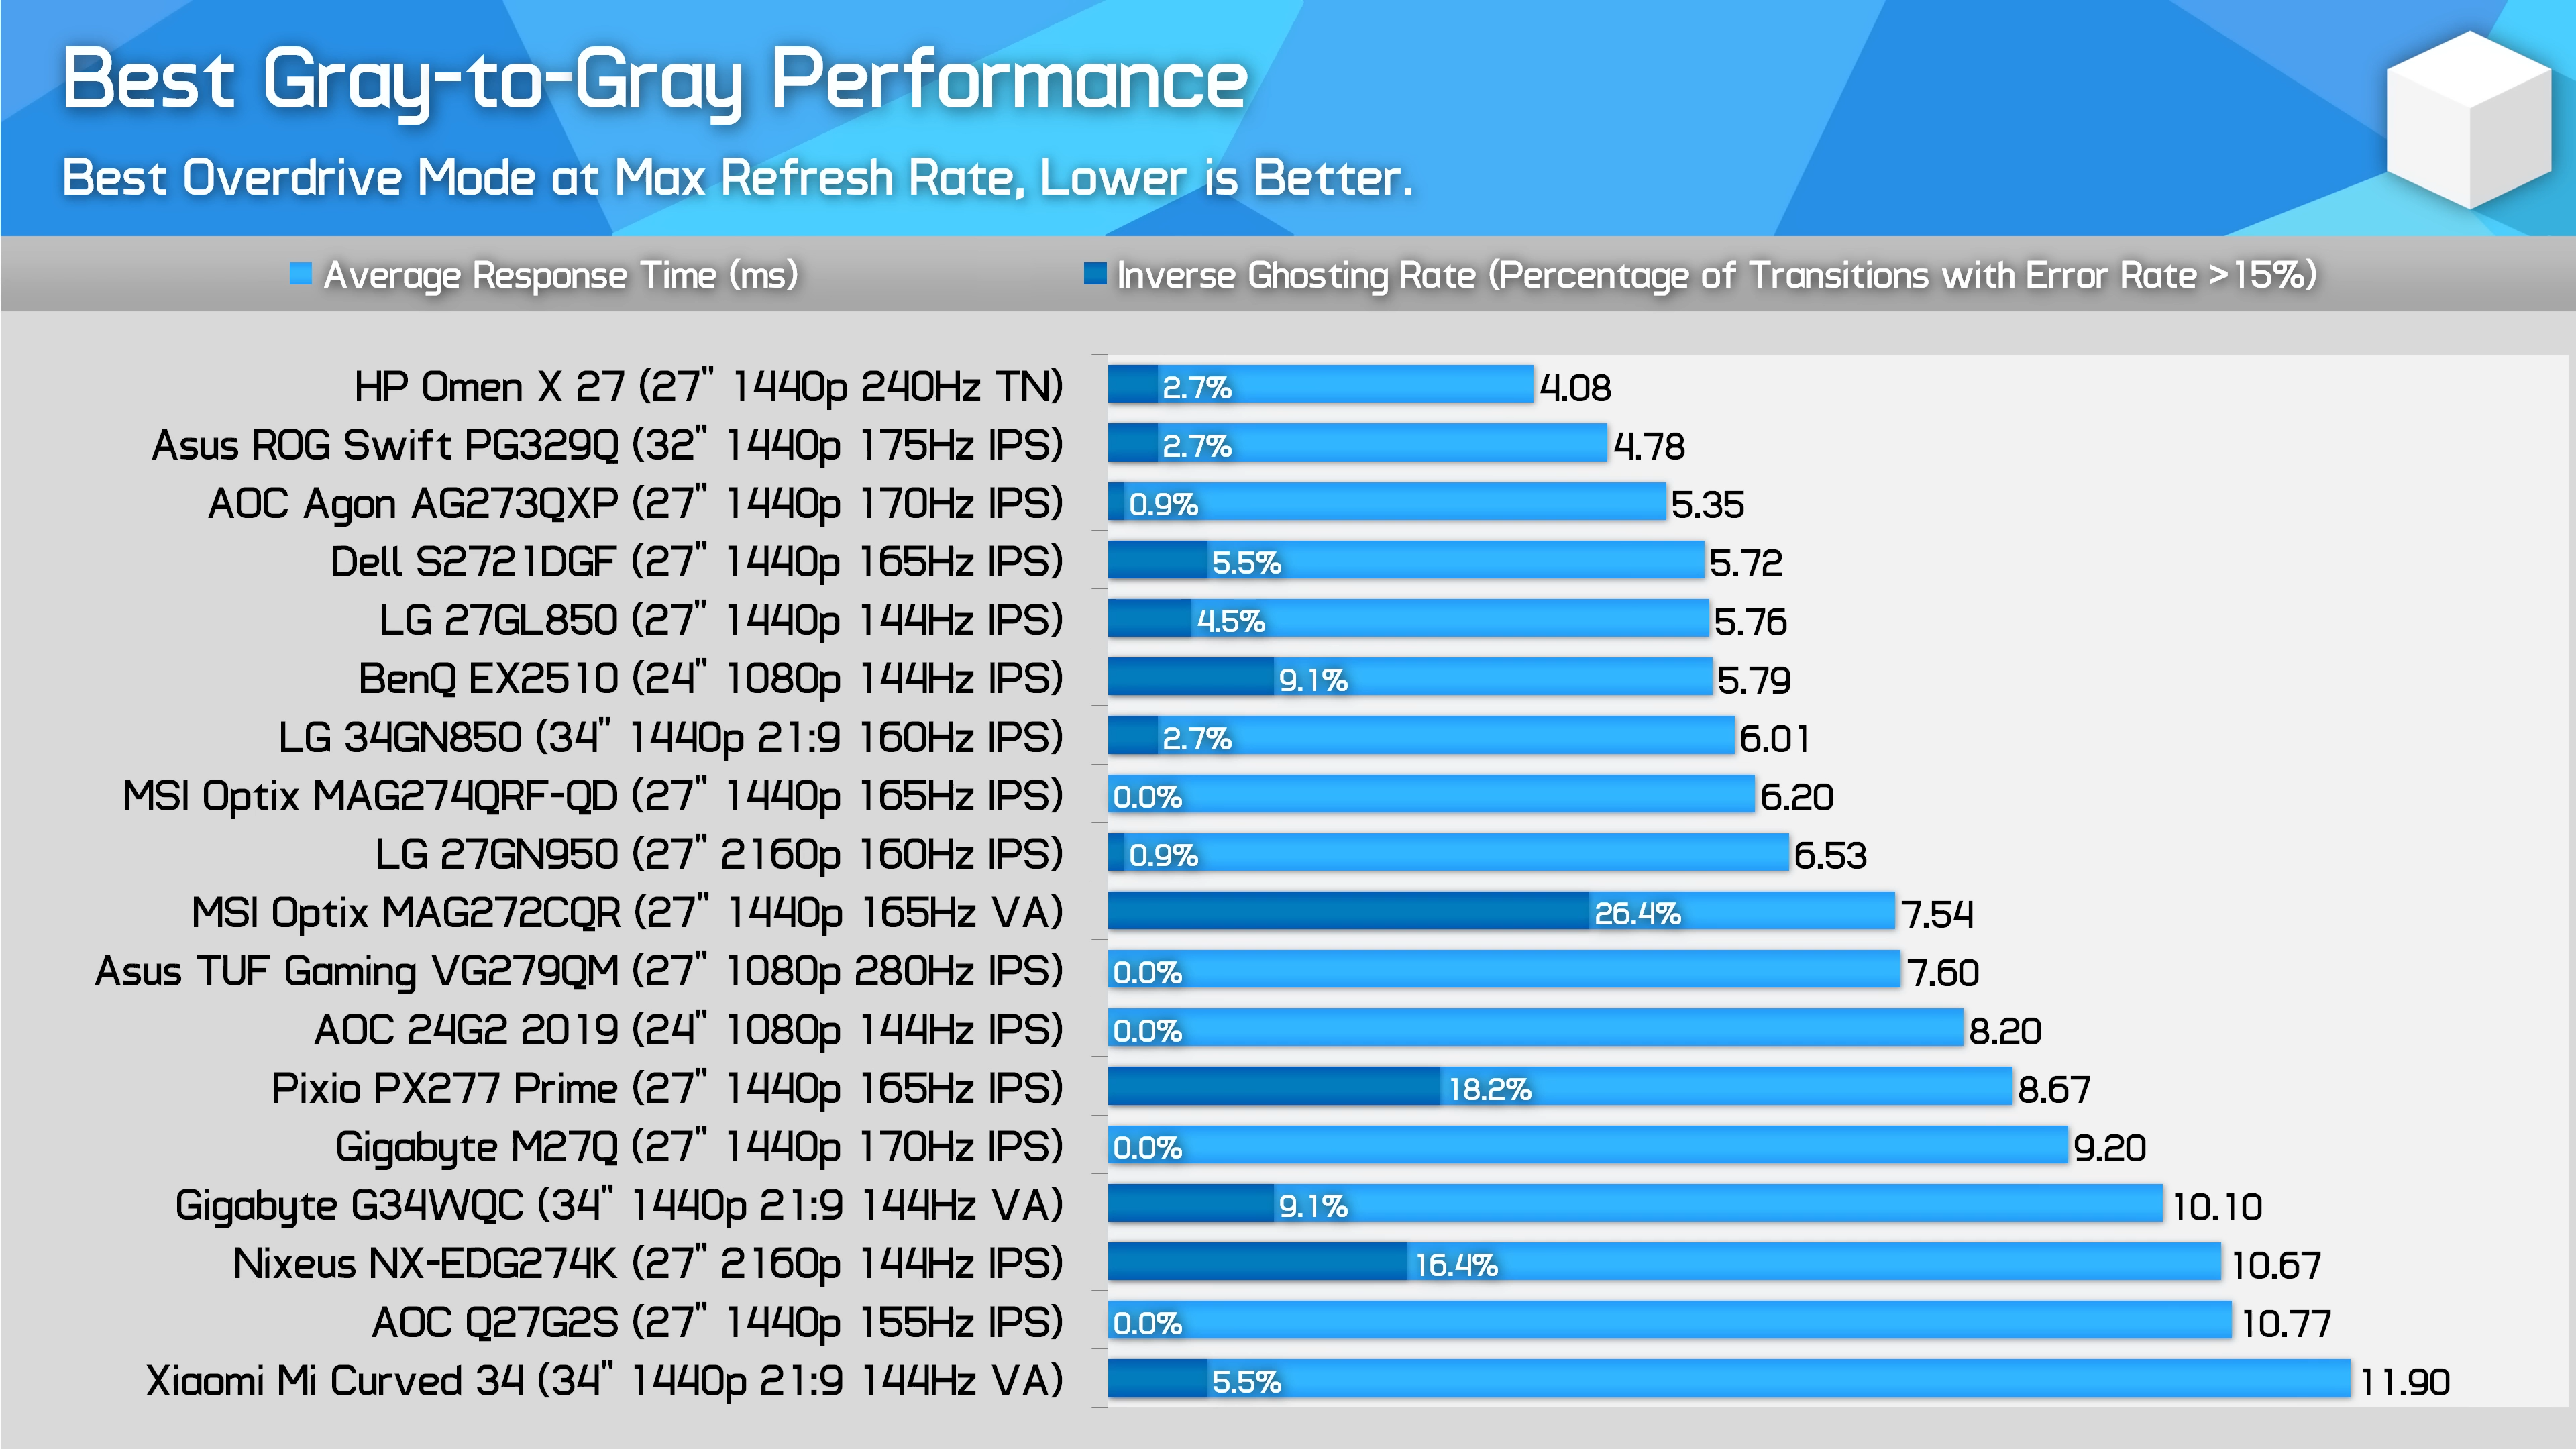 Best Gray-to-Gray Performance
Best Overdrive Mode at Max Refresh Rate, Lower is Better.
Average Response Time (ms) Inverse Ghosting Rate (Percentage of Transitions with Error Rate >15%)
HP Omen X 27 (27" 1440p 240Hz TN) 2.7% 4.08
Asus ROG Swift PG329Q (32" 1440p 175Hz IPS) 2.7% 4.78
AOC Agon AG273QXP (27" 1440p 170Hz IPS) 0.9% 5.35
Dell S2721DGF (27" 1440p 165Hz IPS) 5.5% 5.72
LG 27GL850 (27" 1440p 144Hz IPS) 4.5% 5.76
BenQ EX2510 (24" 1080p 144Hz IPS) 9.1% 5.79
LG 34GN850 (34" 1440p 21:9 160Hz IPS) 2.7% 6.01
MSI Optix MAG274QRF-QD (27" 1440p 165Hz IPS) 0.0% 6.20
LG 27GN950 (27" 2160p 160Hz IPS) 0.9% 6.53
MSI Optix MAG272CQR (27" 1440p 165Hz VA) 26.4% 7.54
Asus TUF Gaming VG279QM (27" 1080p 280Hz IPS) 0.0% 7.60
AOC 24G2 2019 (24" 1080p 144Hz IPS) 0.0% 8.20
Pixio PX277 Prime (27" 1440p 165Hz IPS) 18.2% 8.67
Gigabyte M27Q (27" 1440p 170Hz IPS) 0.0% 9.20
Gigabyte G34WQC (34" 1440p 21:9 144Hz VA) 9.1% 10.10
Nixeus NX-EDG274K (27" 2160p 144Hz IPS) 16.4% 10.67
AOC Q27G2S (27" 1440p 155Hz IPS) 0.0% 10.77
Xiaomi Mi Curved 34 (34" 1440p 21:9 144Hz VA) 5.5% 11.90